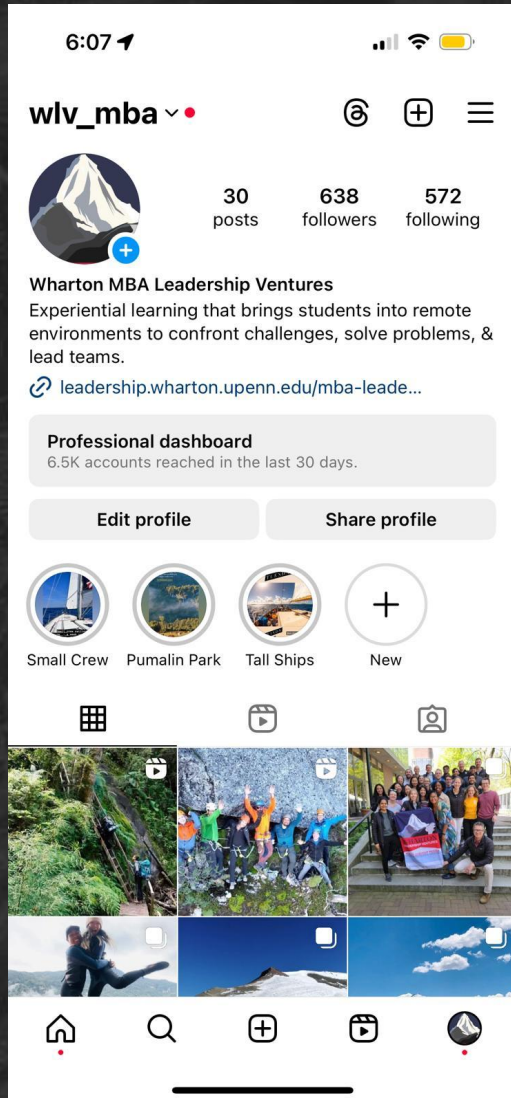 6:07
wlv_mba
30
posts
638
followers
572
following
Wharton MBA Leadership Ventures
Experiential learning that brings students into remote
environments to confront challenges, solve problems, &
lead teams.
leadership.wharton.upenn.edu/mba-leade...
Professional dashboard
6.5K accounts reached in the last 30 days.
Edit profile
Share profile
Small Crew
Pumalin Park
Tall Ships
New